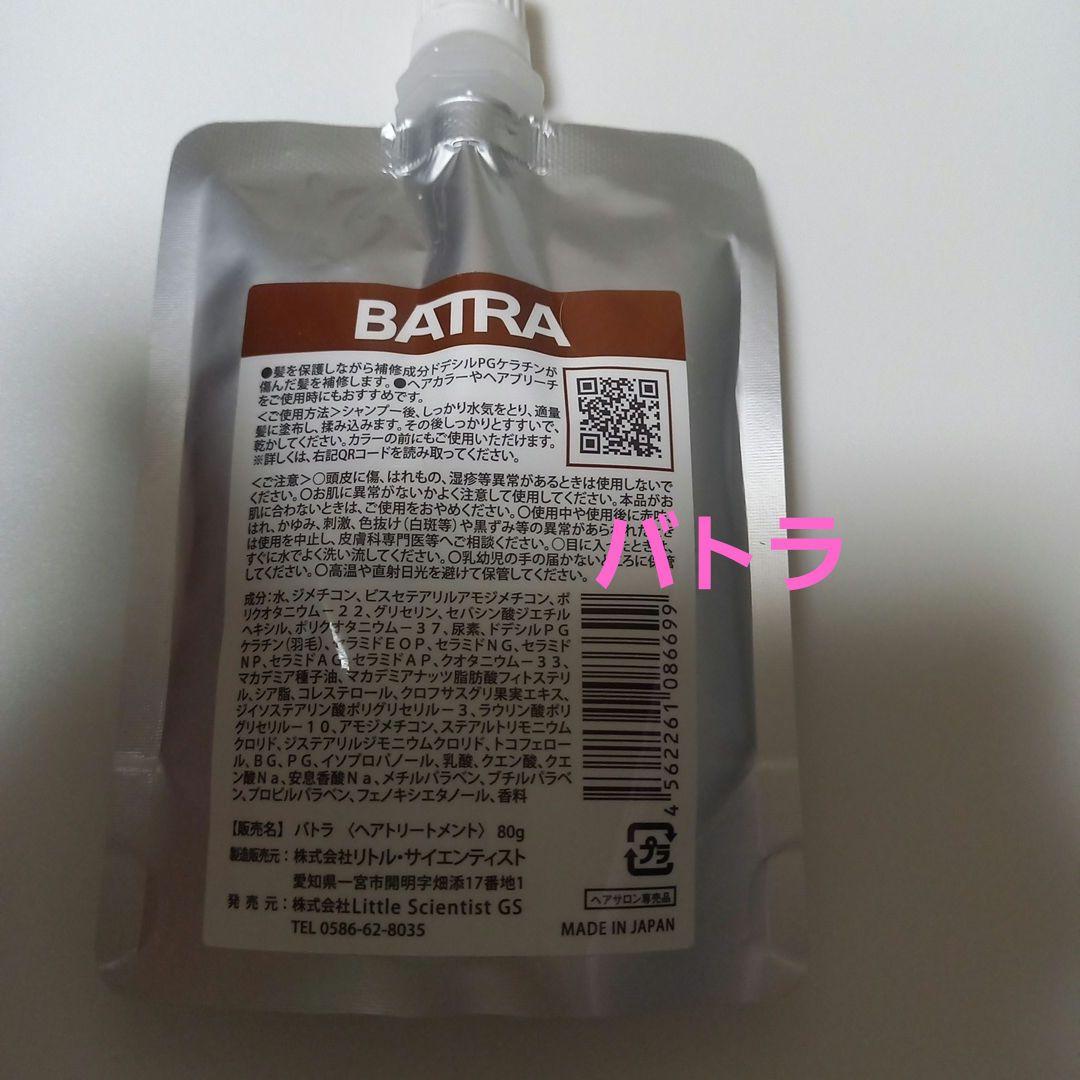 BATRA
●髪を保護しながら補修成分ドデシルPGケラチンが
傷んだ髪を補修します。●ヘアカラーやヘアブリーチ
をご使用時にもおすすめです。
<ご使用方法>シャンプー後、しっかり水気をとり、適量
髪に塗布し、揉み込みます。その後しっかりとすすいで、
乾かしてください。カラーの前にもご使用いただけます。
※詳しくは、右記QRコードを読み取ってください。
<ご注意>○頭皮に傷、はれもの、湿疹等異常があるときは使用しないで
ください。○お肌に異常がないかよく注意して使用してください。本品がお
肌に合わないときは、ご使用をおやめください。○使用中や使用後に赤味、
はれ、かゆみ、刺激、色抜け(白斑等)や黒ずみ等の異常があらわれた
は使用を中止し、皮膚科専門医等へご相談ください。○目に入ったときは、
すぐに水でよく洗い流してください。○乳幼児の手の届かないところに保管
してください。○高温や直射日光を避けて保管してください。
バトラ
成分:水、ジメチコン、ビスセテアリルアモジメチコン、ポ
リクオタニウム-22、グリセリン、セバシン酸ジエチル
ヘキシル、ポリクオタニウム-37、尿素、ドデシルPG
ケラチン(羽毛)、セラミドEOP、セラミドNG、セラミド
NP、セラミドAG、セラミドAP、クオタニウム-33、
マカデミア種子油、マカデミアナッツ脂肪酸フィトステリ
ル、シア脂、コレステロール、クロフサスグリ果実エキス、
ジイソステアリン酸ポリグリセリル-3、ラウリン酸ポリ
グリセリル-10、アモジメチコン、ステアルトリモニウム
クロリド、ジステアリルジモニウムクロリド、トコフェロー
ル、BG、PG、イソプロパノール、乳酸、クエン酸、クエ
ン酸Na、安息香酸Na、メチルパラベン、ブチルパラベ
ン、プロピルパラベン、フェノキシエタノール、香料
4562226108699
【販売名】 バトラ 〈ヘアトリートメント〉 80g
製造販売元:株式会社リトル・サイエンティスト
愛知県一宮市開明字畑添17番地1
発売元:株式会社Little Scientist GS
TEL 0586-62-8035
プラ
ヘアサロン専売品
MADE IN JAPAN